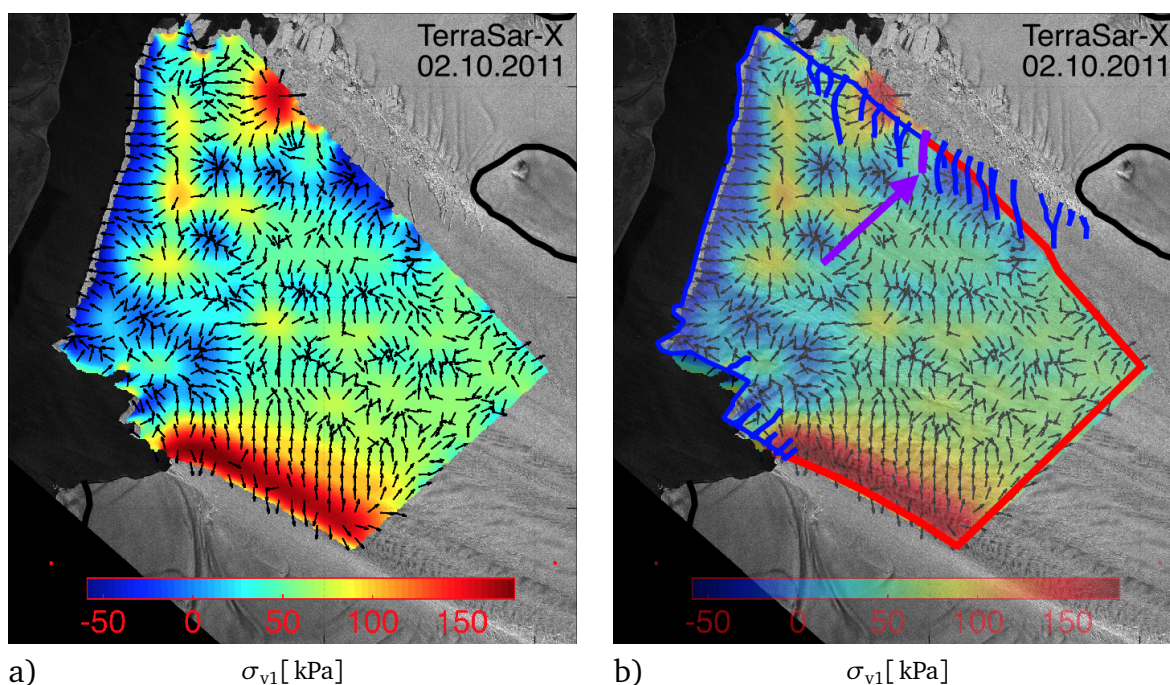 TerraSar-X
02.10.2011
-50 0 50 100 150
a) σv1[ kPa]
TerraSar-X
02.10.2011
-50 0 50 100 150
b) σv1[ kPa]